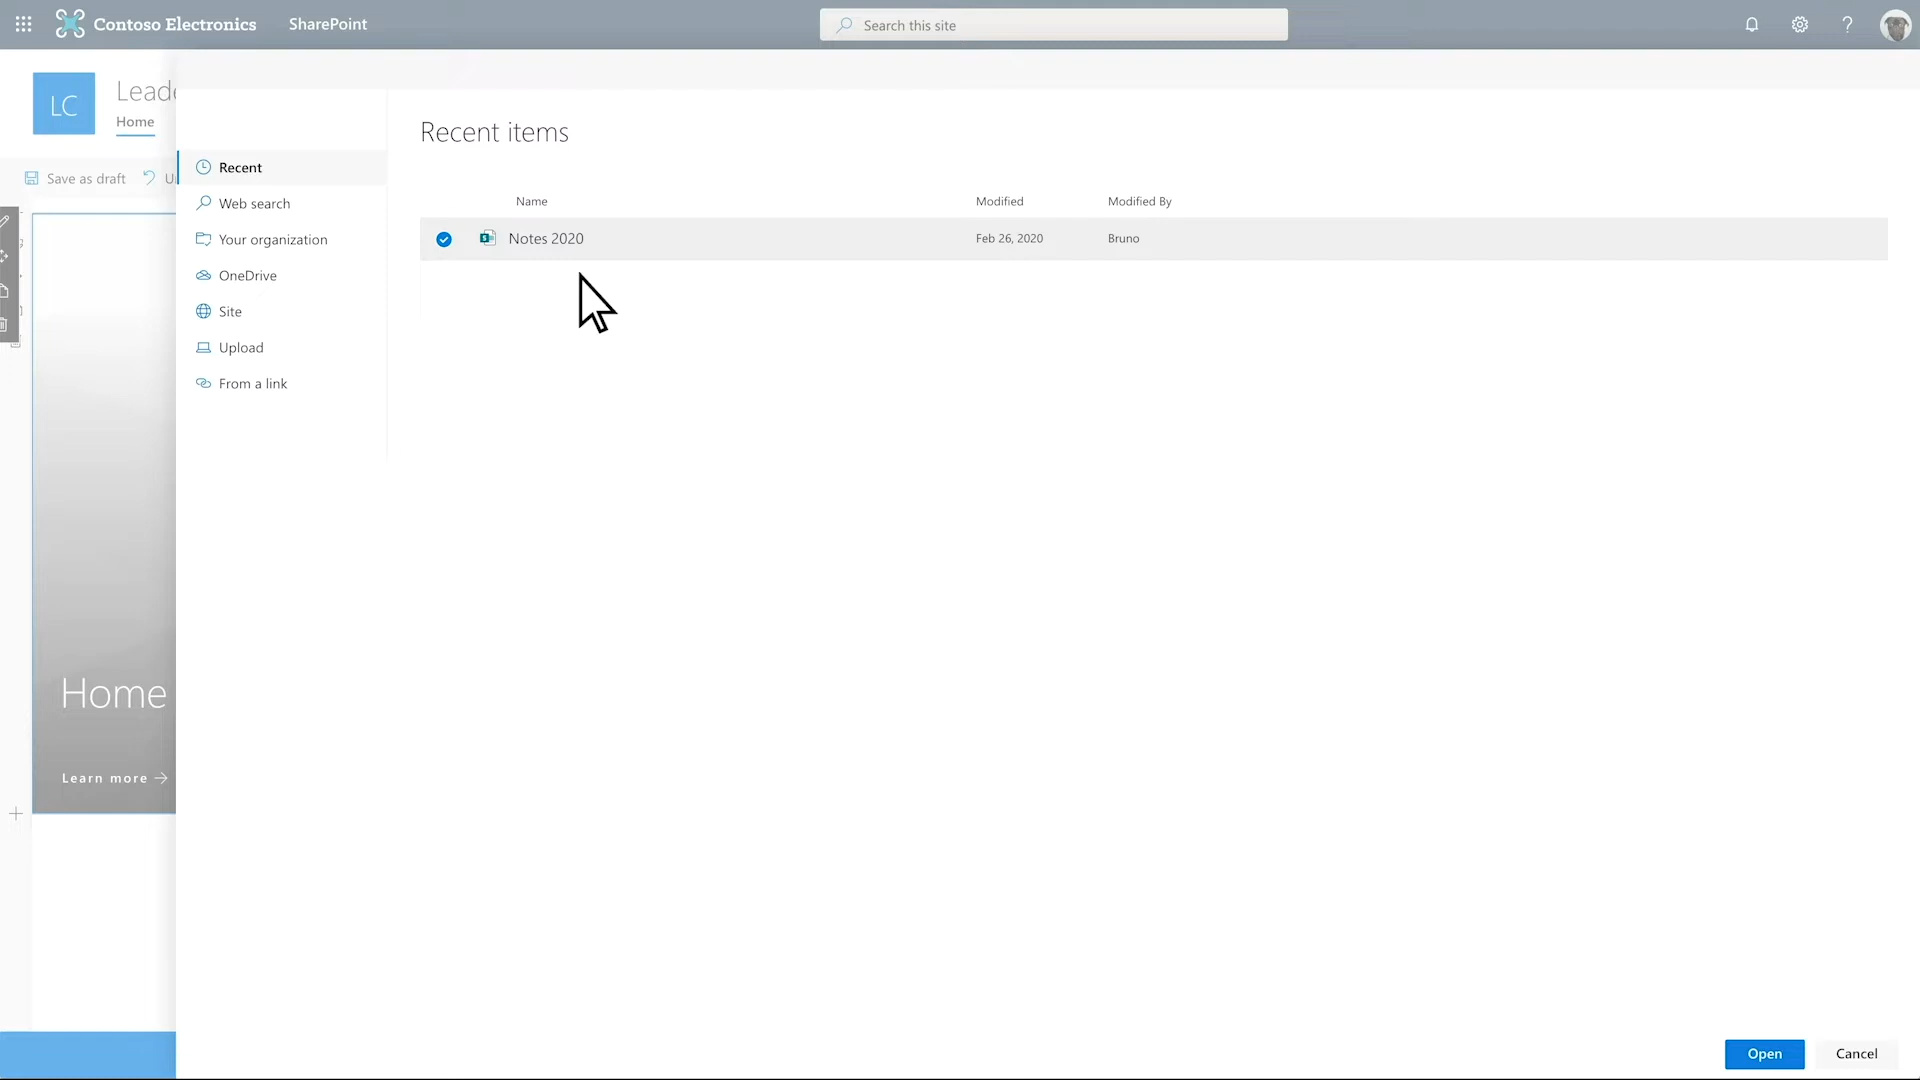 Contoso Electronics
SharePoint
Search this site
LC
Home
Save as draft
Recent
Web search
Your organization
OneDrive
Site
Upload
From a link
Recent items
Name Modified Modified By
Notes 2020 Feb 26, 2020 Bruno
Home
Learn more
Open
Cancel